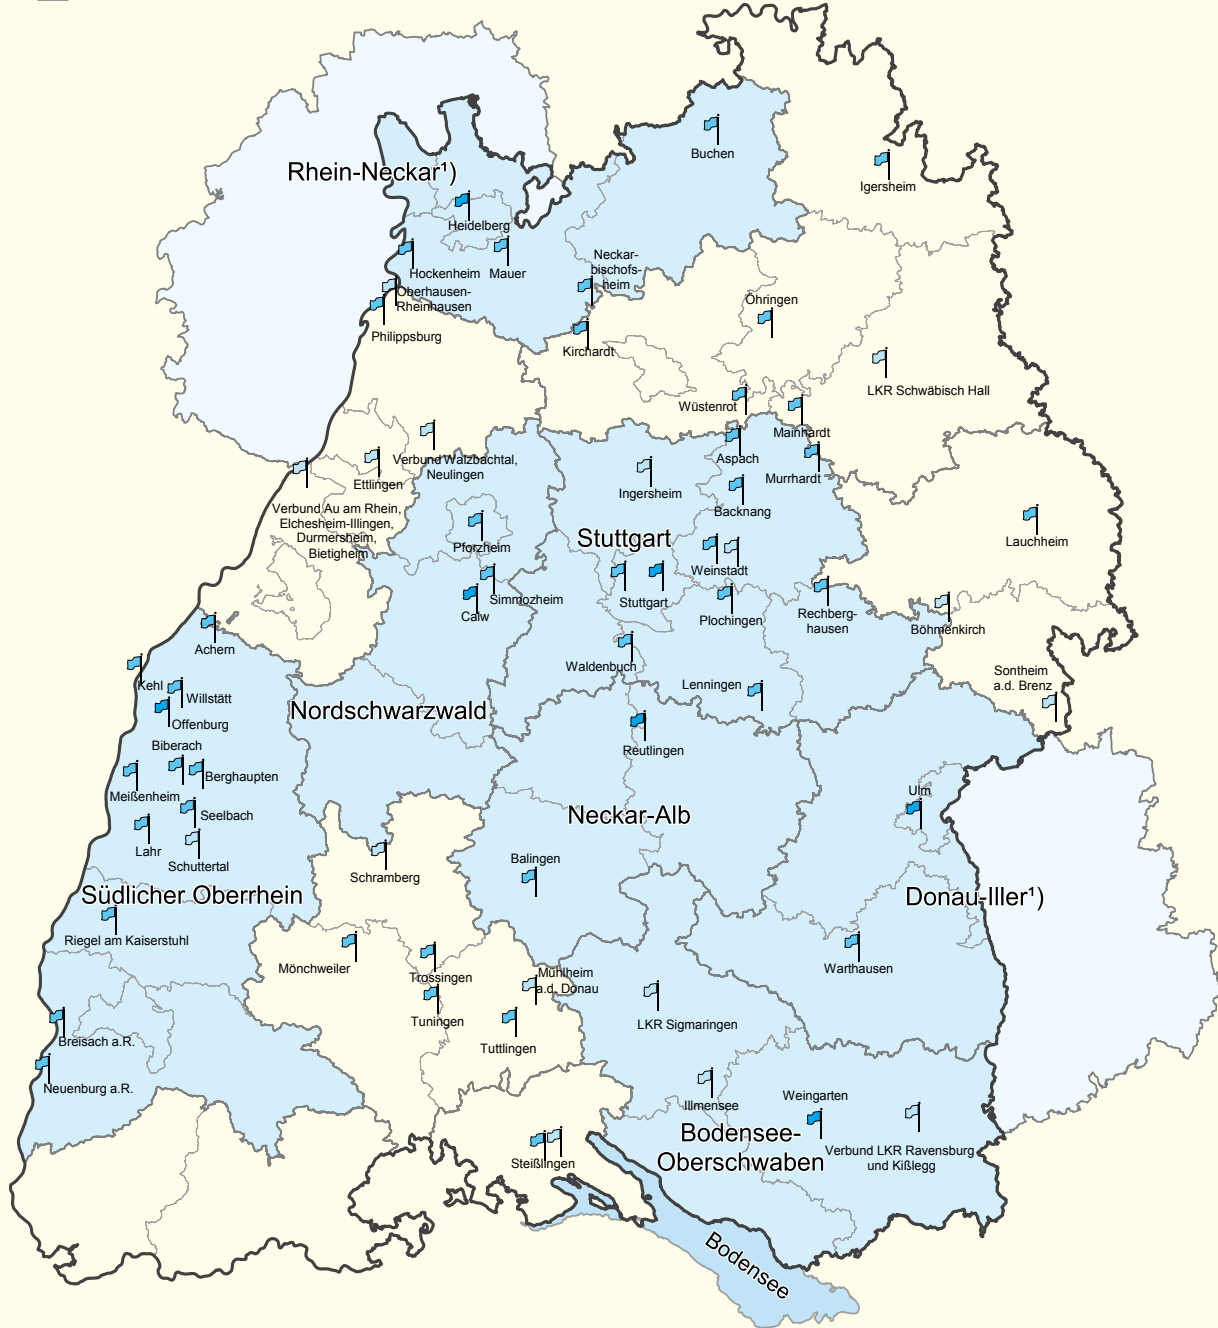 Buchen
Igersheim
Rhein-Neckar¹)
Heidelberg
Hockenheim
Mauer
Neckar-
bischofs-
heim
Oberhausen-
Rheinhausen
Philippsburg
Kirchardt
Öhringen
LKR Schwäbisch Hall
Wüstenrot
Mainhardt
Aspach
Murrhardt
Verbund Walzbachtal,
Neulingen
Ettlingen
Ingersheim
Backnang
Verbund Au am Rhein,
Elchesheim-Illingen,
Durmersheim,
Bietigheim
Pforzheim
Stuttgart
Weinstadt
Lauchheim
Simmozheim
Calw
Stuttgart
Plochingen
Rechberg-
hausen
Böhmenkirch
Achern
Waldenbuch
Lenningen
Sontheim
a.d. Brenz
Kehl
Willstätt
Offenburg
Nordschwarzwald
Reutlingen
Biberach
Berghaupten
Meißenheim
Seelbach
Lahr
Schuttertal
Ulm
Neckar-Alb
Schramberg
Balingen
Südlicher Oberrhein
Donau-Iller¹)
Riegel am Kaiserstuhl
Mönchweiler
Trossingen
Mühlheim
a.d. Donau
Warthausen
Tuningen
Tuttlingen
LKR Sigmaringen
Breisach a.R.
Neuenburg a.R.
Illmensee
Weingarten
Bodensee-
Oberschwaben
Verbund LKR Ravensburg
und Kißlegg
Steißlingen
Bodensee